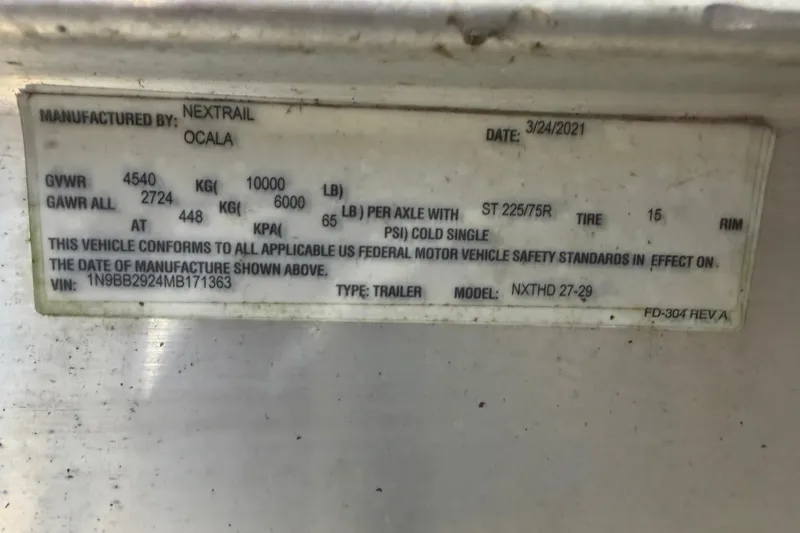 MANUFACTURED BY: NEXTRAIL
OCALA
DATE: 3/24/2021
GVWR 4540 KG( 10000 LB)
GAWR ALL 2724 KG( 6000 LB) PER AXLE WITH ST 225/75R TIRE 15 RIM
AT 448 KPA( 65 PSI) COLD SINGLE
THIS VEHICLE CONFORMS TO ALL APPLICABLE US FEDERAL MOTOR VEHICLE SAFETY STANDARDS IN EFFECT ON
THE DATE OF MANUFACTURE SHOWN ABOVE.
VIN: 1N9BB2924MB171363 TYPE: TRAILER MODEL: NXTHD 27-29
FD-304 REV A